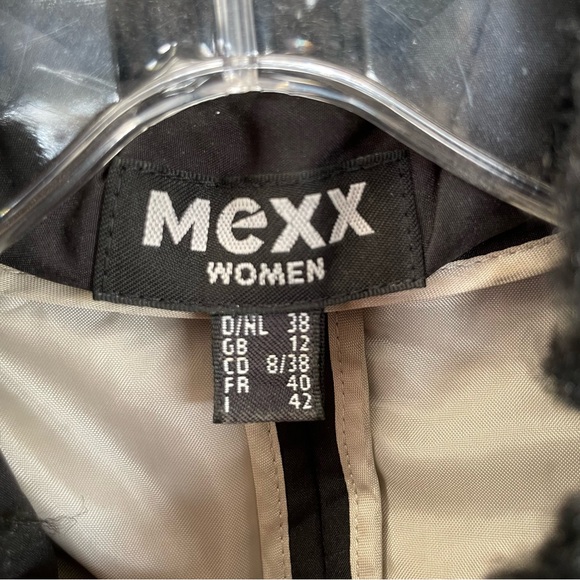 MeXX
WOMEN
D/NL 38
GB 12
CD 8/38
FR 40
I 42